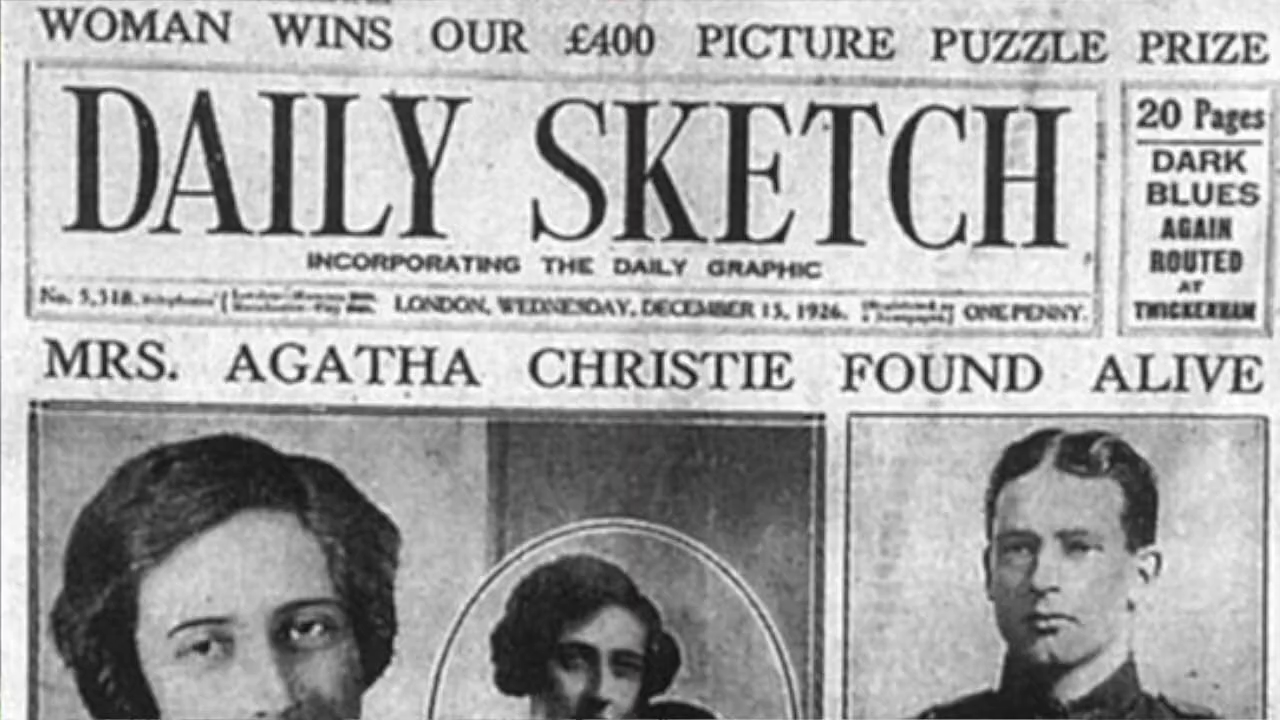 WOMAN WINS OUR £400 PICTURE PUZZLE PRIZE
DAILY SKETCH
INCORPORATING THE DAILY GRAPHIC
No. 5,518. LONDON, WEDNESDAY, DECEMBER 15, 1926. ONE PENNY.
20 Pages
DARK
BLUES
AGAIN
ROUTED
AT
TWICKENHAM
MRS. AGATHA CHRISTIE FOUND ALIVE